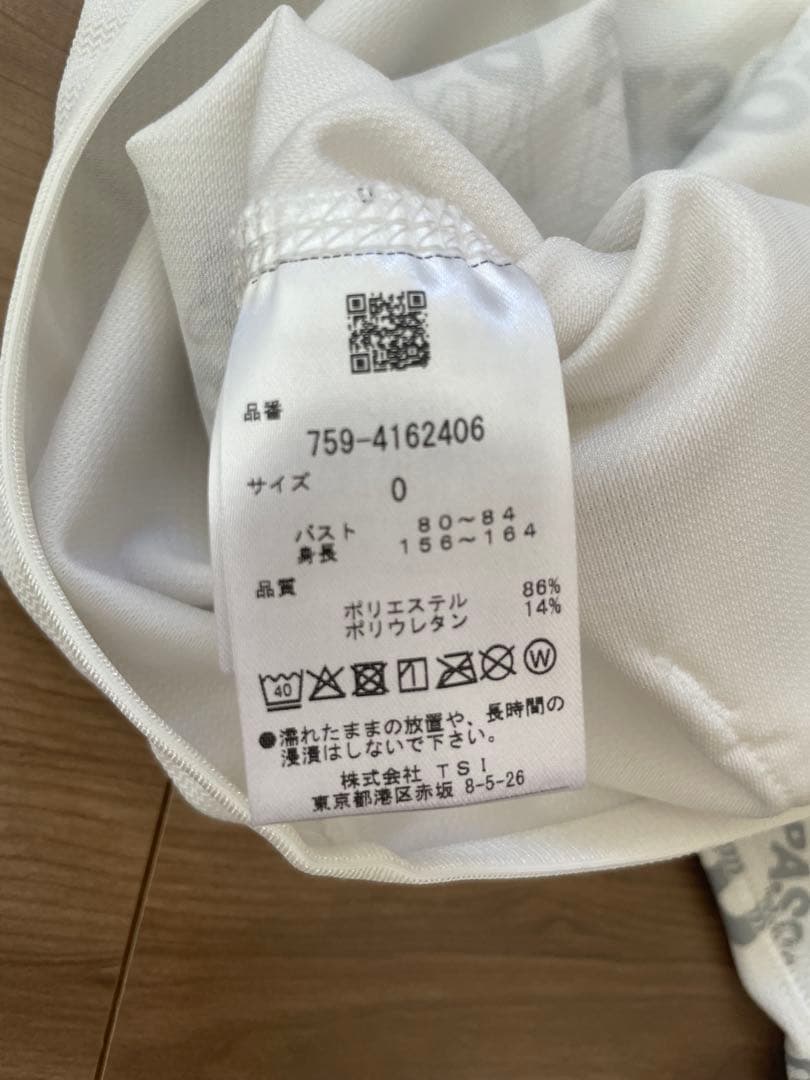 品番
759-4162406
サイズ 0
バスト 80～84
身長 156～164
品質
ポリエステル 86%
ポリウレタン 14%
40 W
●濡れたままの放置や、長時間の
浸漬はしないで下さい。
株式会社 TSI
東京都港区赤坂 8-5-26